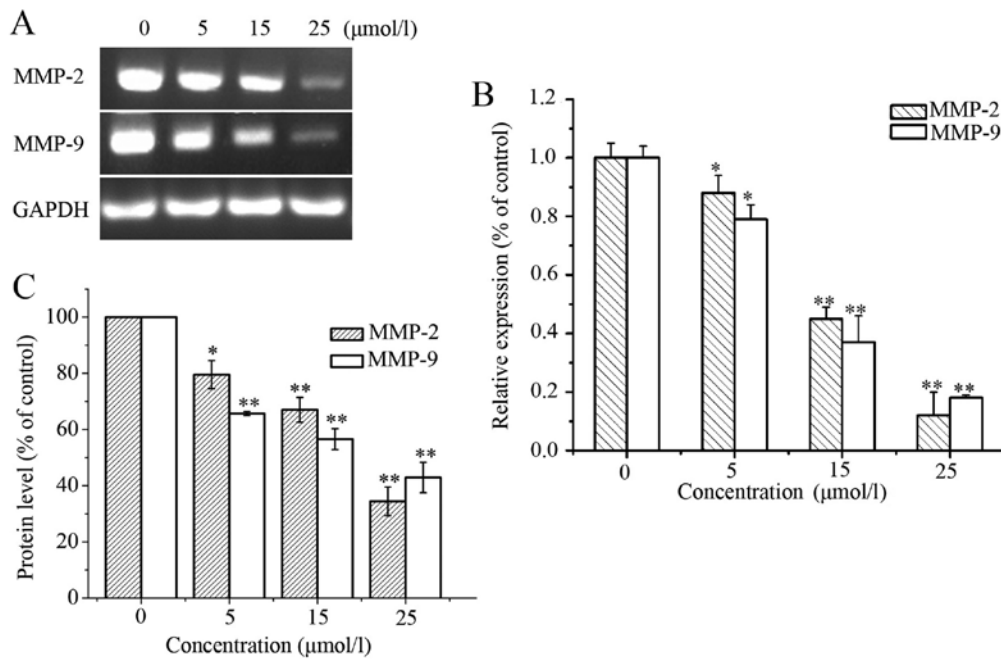 A
0 5 15 25 (μmol/l)
MMP-2
MMP-9
GAPDH
B
1.2
1.0
0.8
0.6
0.4
0.2
0.0
Relative expression (% of control)
MMP-2
MMP-9
* *
** **
** **
0 5 15 25
Concentration (μmol/l)
C
100
80
60
40
20
0
Protein level (% of control)
MMP-2
MMP-9
* **
** **
** **
0 5 15 25
Concentration (μmol/l)